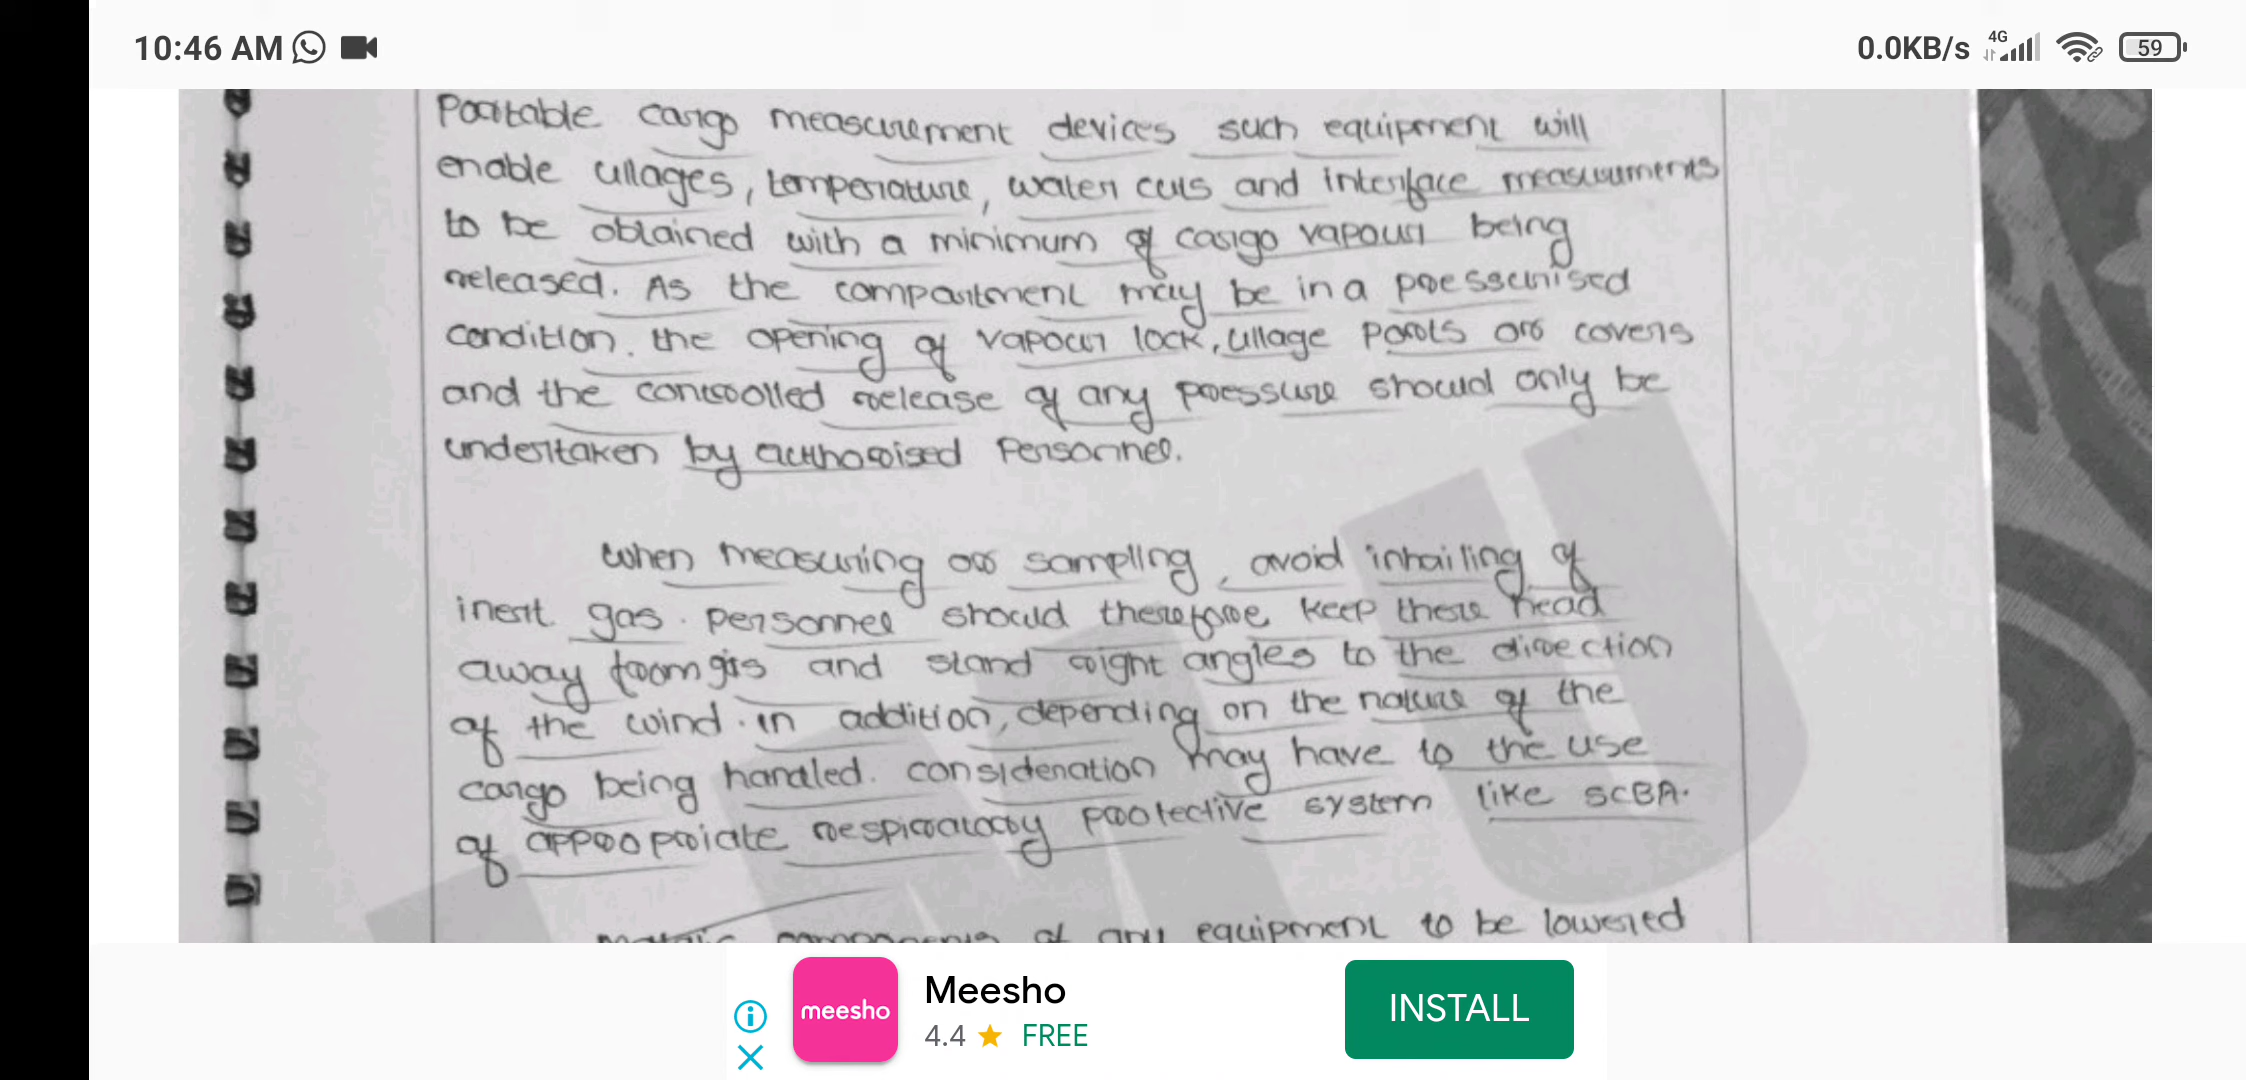 10:46 AM
0.0KB/s 4G 59
Portable cargo measurement devices such equipment will
enable ullages, temperature, water cuts and interface measurements
to be obtained with a minimum of cargo vapour being
released. As the compartment may be in a pressurised
condition. the opening of vapour lock, ullage ports or covers
and the controlled release of any pressure should only be
undertaken by authorised Personnel.
when measuring or sampling, avoid inhailing of
inert gas. personnel should therefore keep there head
away from gas and stand right angles to the direction
of the wind. in addition, depending on the nature of the
cargo being handled. consideration may have to the use
of appropriate respiratory protective system like SCBA.
components of any equipment to be lowered
meesho
Meesho
4.4 FREE
INSTALL